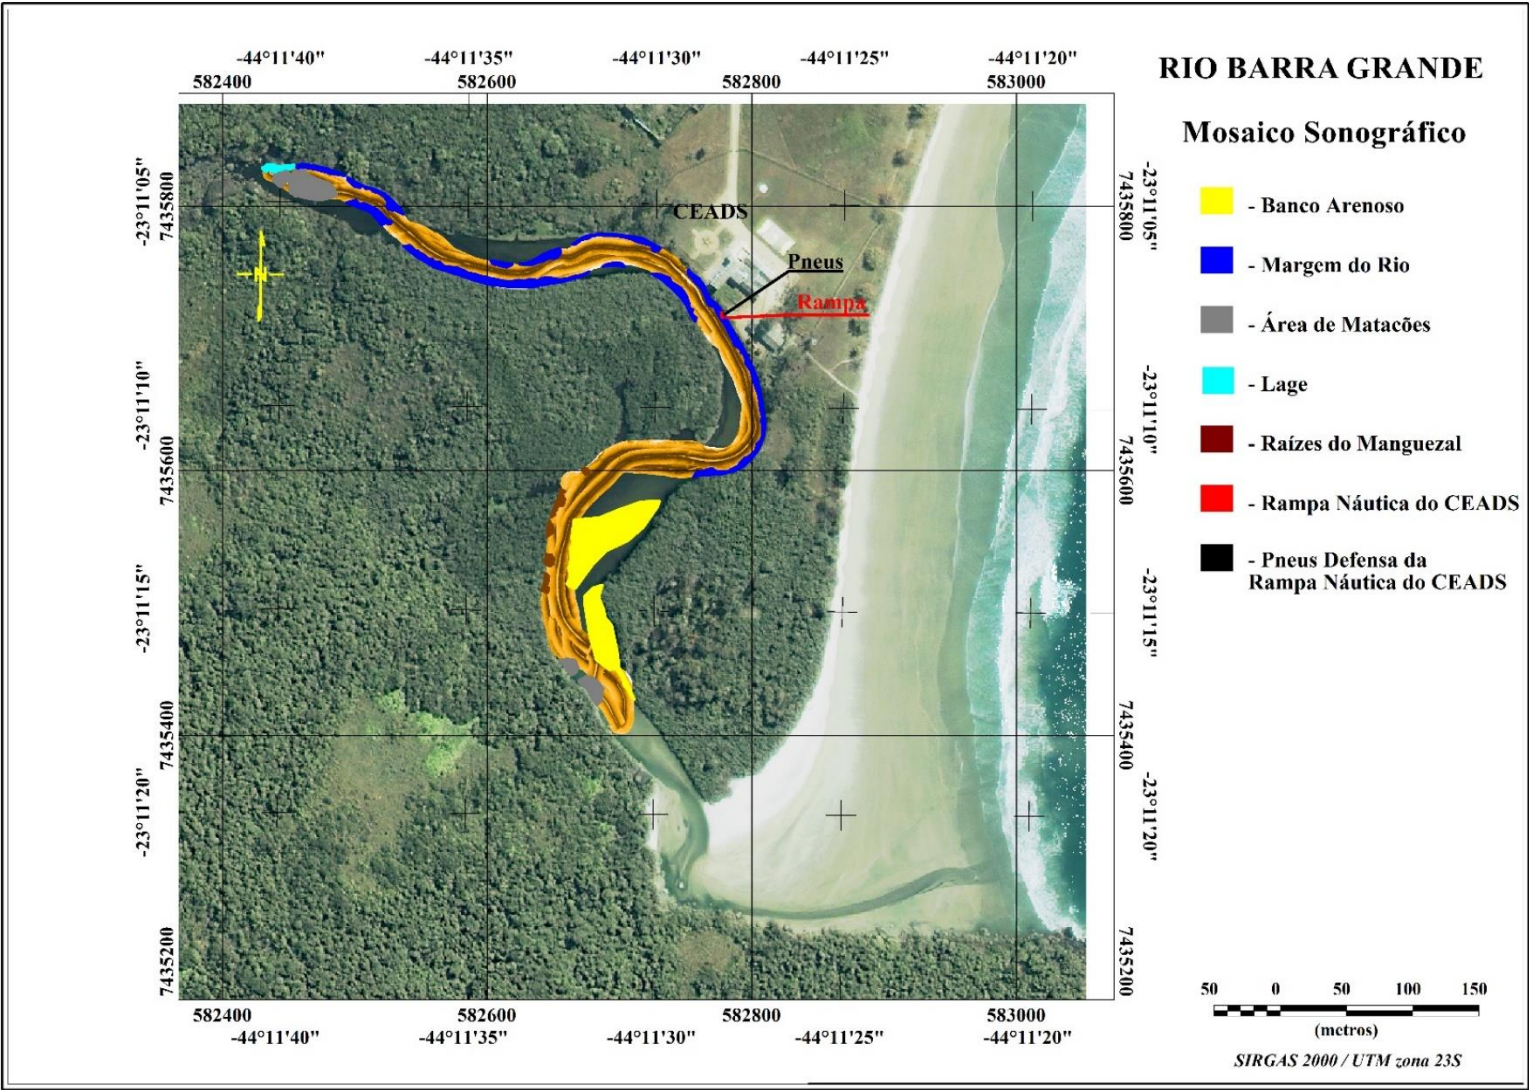 -44°11'40" -44°11'35" -44°11'30" -44°11'25" -44°11'20"
582400 582600 582800 583000
RIO BARRA GRANDE
Mosaico Sonográfico
- Banco Arenoso
- Margem do Rio
- Área de Matacões
- Lage
- Raízes do Manguezal
- Rampa Náutica do CEADS
- Pneus Defensa da
Rampa Náutica do CEADS
-23°11'05"
7435800
-23°11'10"
7435600
-23°11'15"
7435400
-23°11'20"
7435200
N
CEADS
Pneus
Rampa
-23°11'05"
7435800
-23°11'10"
7435600
-23°11'15"
7435400
-23°11'20"
7435200
582400 582600 582800 583000
-44°11'40" -44°11'35" -44°11'30" -44°11'25" -44°11'20"
50 0 50 100 150
(metros)
SIRGAS 2000 / UTM zona 23S